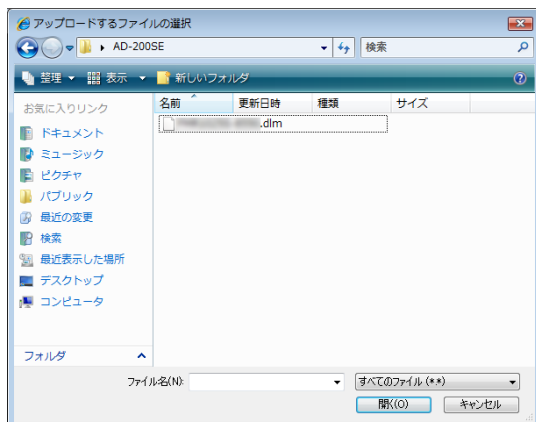 アップロードするファイルの選択
AD-200SE 検索
整理 表示 新しいフォルダ
お気に入りリンク
ドキュメント
ミュージック
ピクチャ
パブリック
最近の変更
検索
最近表示した場所
デスクトップ
コンピュータ
フォルダ
名前 更新日時 種類 サイズ
.dlm
ファイル名(N): すべてのファイル (*.*)
開く(O) キャンセル